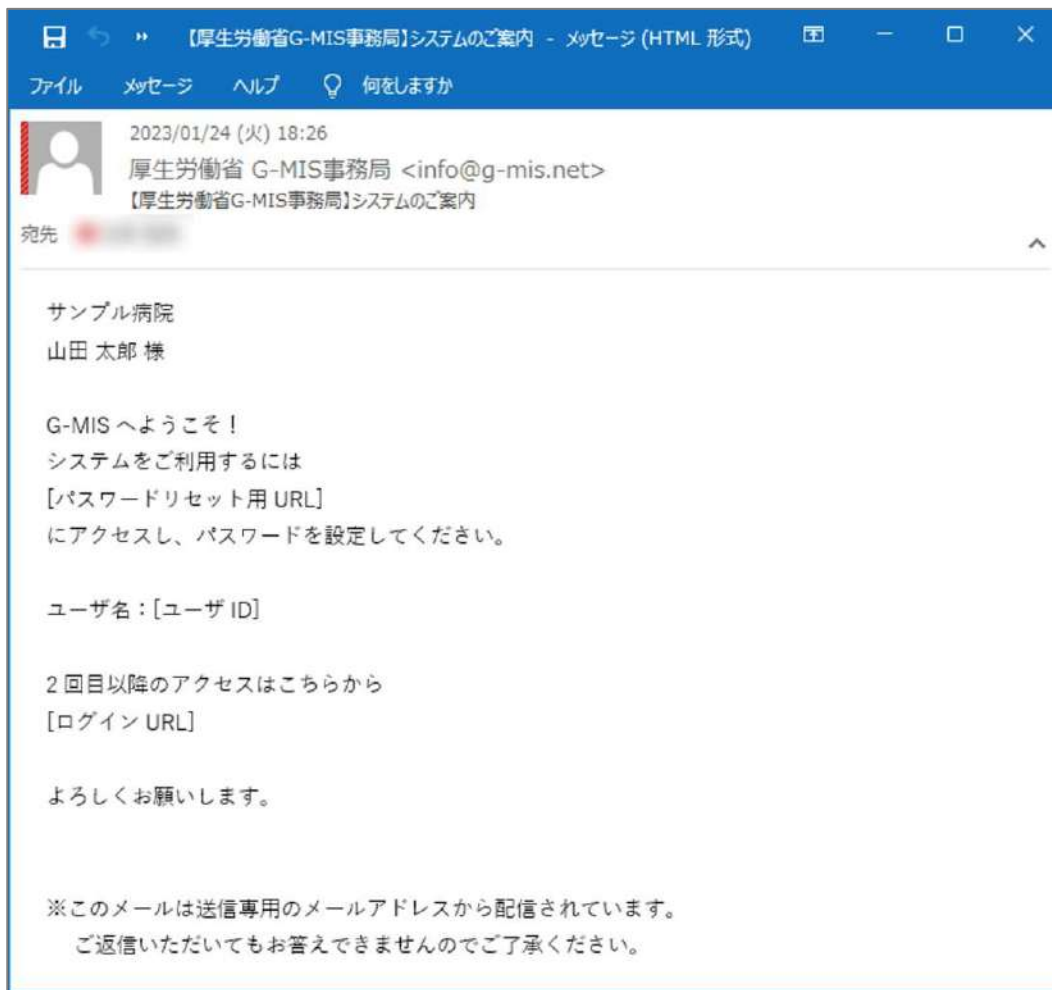 【厚生労働省G-MIS事務局】システムのご案内 - メッセージ (HTML 形式)
ファイル メッセージ ヘルプ 何をしますか
2023/01/24 (火) 18:26
厚生労働省 G-MIS事務局 <info@g-mis.net>
【厚生労働省G-MIS事務局】システムのご案内
宛先
サンプル病院
山田 太郎 様
G-MIS へようこそ！
システムをご利用するには
[パスワードリセット用 URL]
にアクセスし、パスワードを設定してください。
ユーザ名：[ユーザ ID]
2 回目以降のアクセスはこちらから
[ログイン URL]
よろしくお願いします。
※このメールは送信専用のメールアドレスから配信されています。
ご返信いただいてもお答えできませんのでご了承ください。